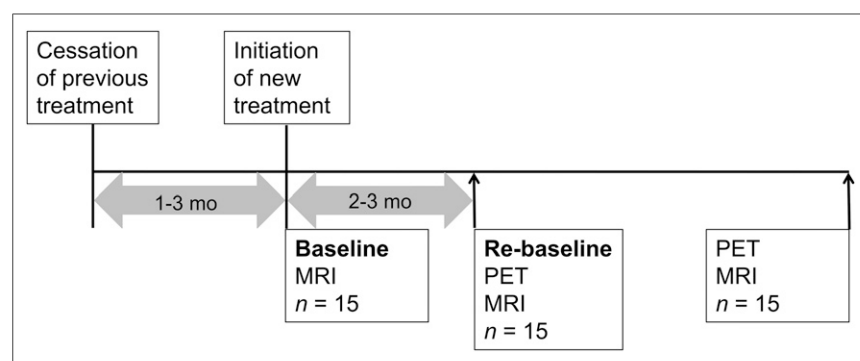 Cessation
of previous
treatment
Initiation
of new
treatment
1-3 mo
2-3 mo
Baseline
MRI
n = 15
Re-baseline
PET
MRI
n = 15
PET
MRI
n = 15